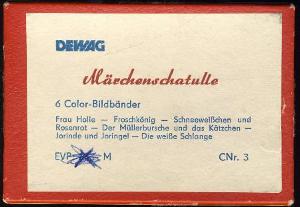 DEWAG
Märchenschatulle
6 Color-Bildbänder
Frau Holle — Froschkönig — Schneeweißchen und
Rosenrot — Der Müllerbursche und das Kätzchen —
Jorinde und Joringel — Die weiße Schlange
EVP M
CNr. 3